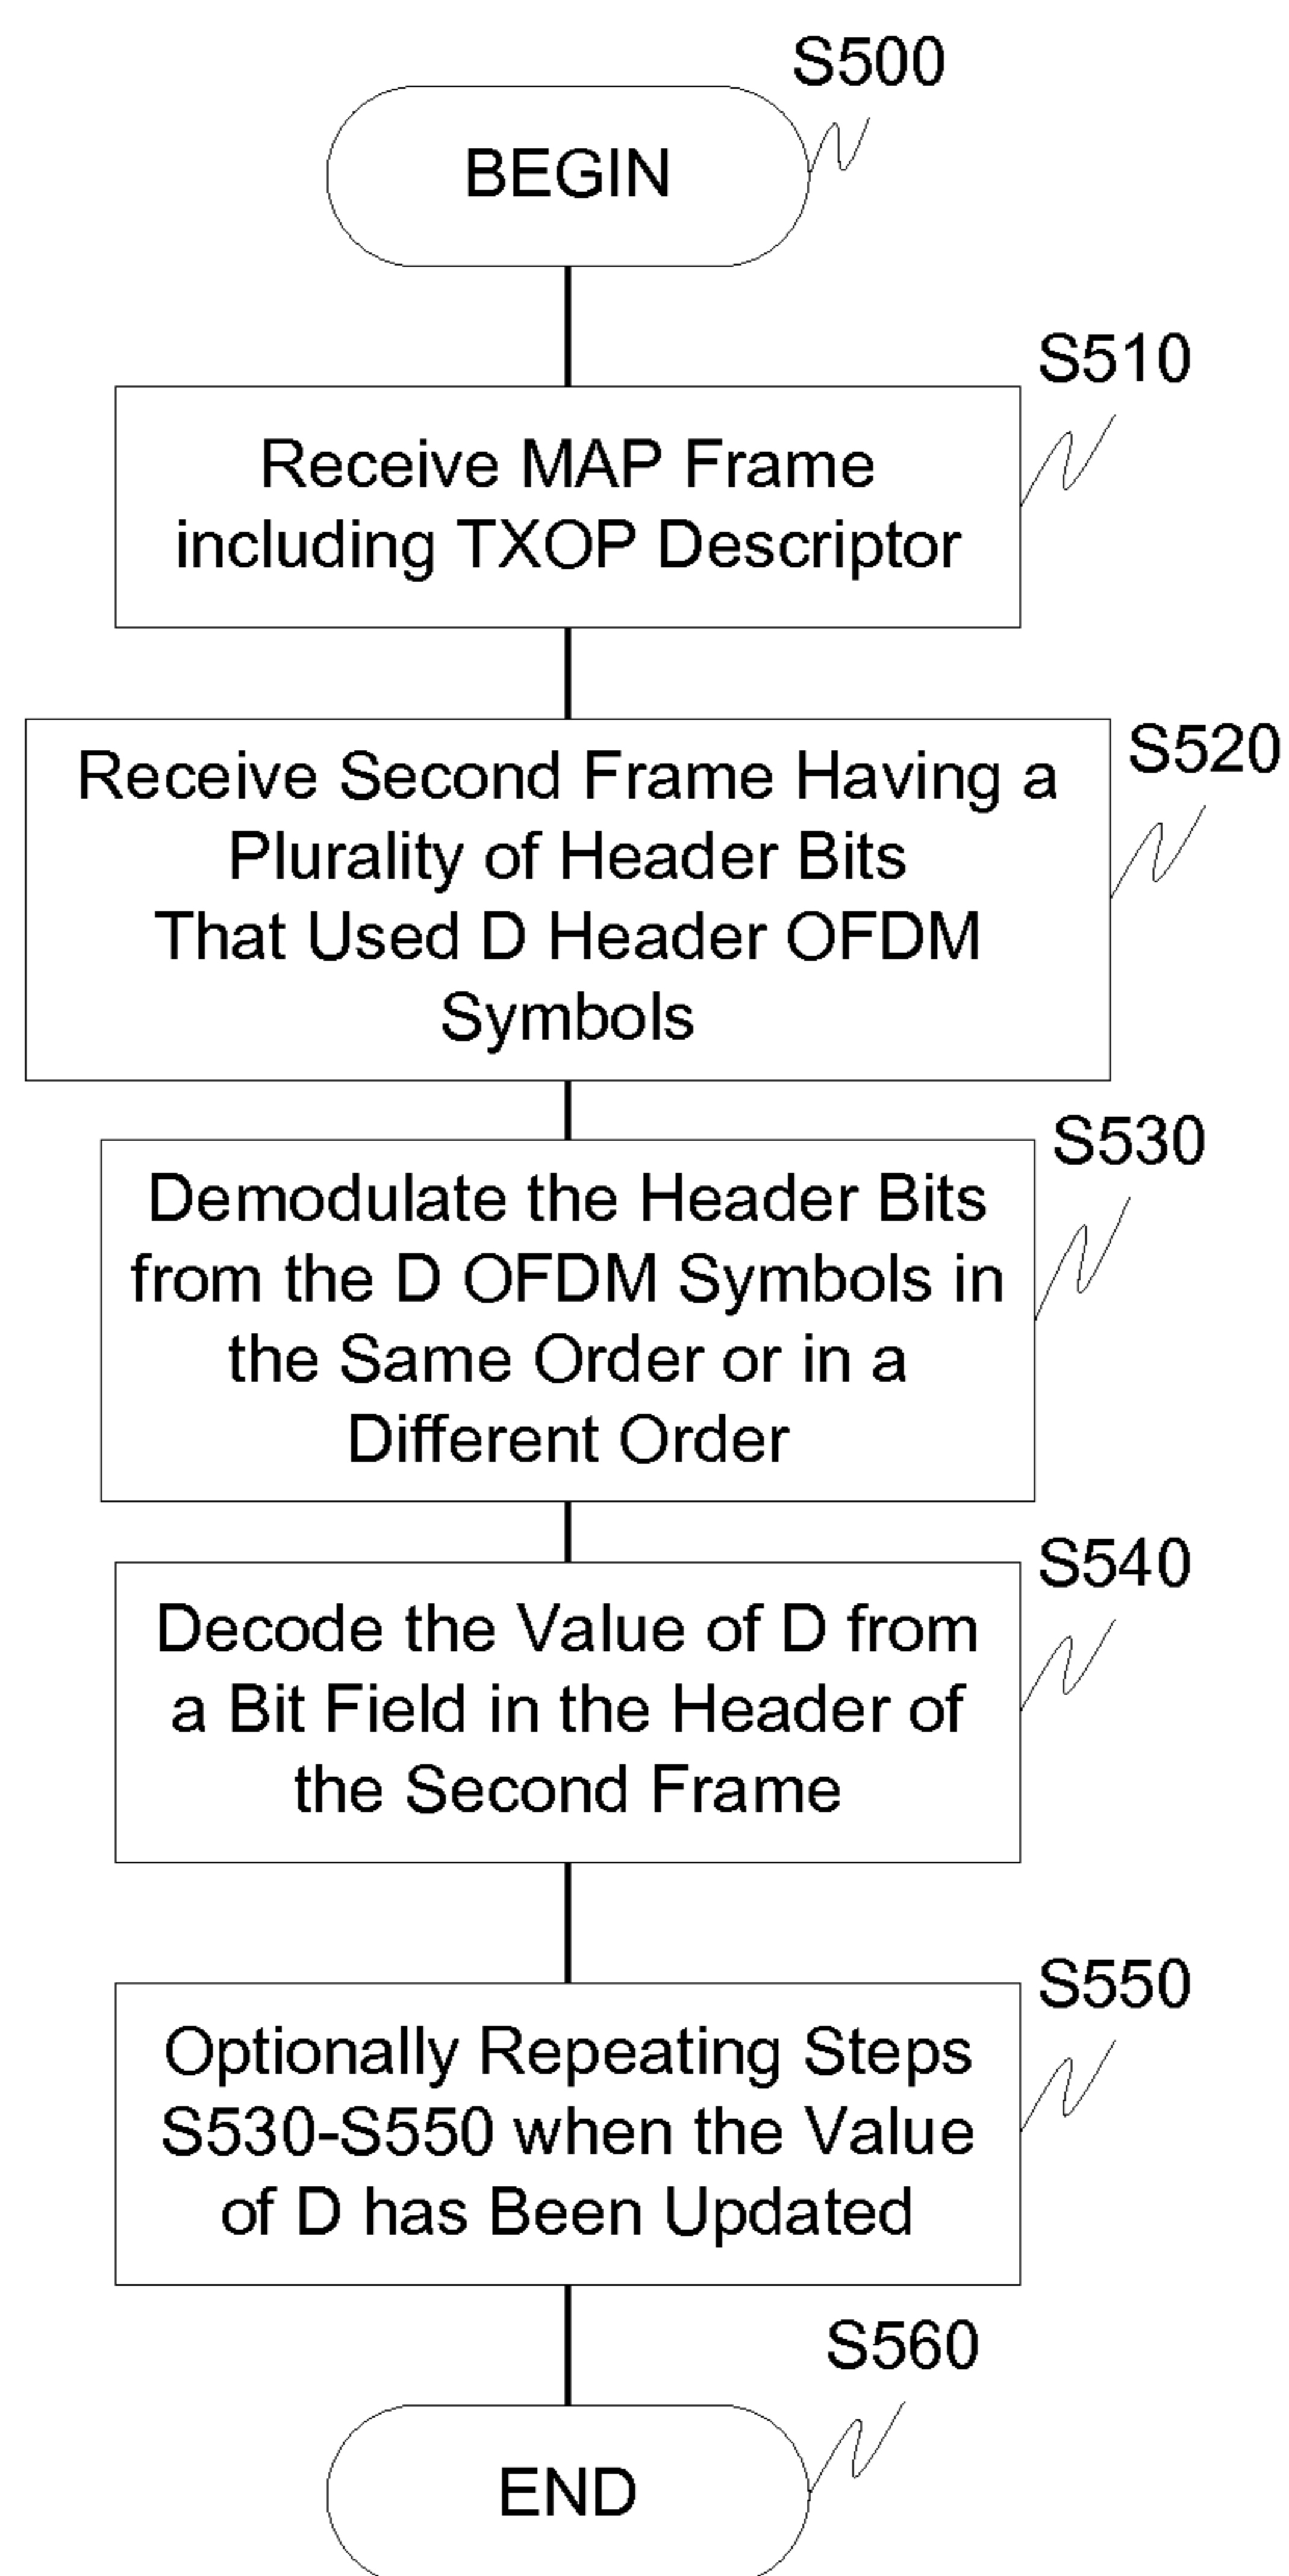 S500
BEGIN
S510
Receive MAP Frame
including TXOP Descriptor
S520
Receive Second Frame Having a
Plurality of Header Bits
That Used D Header OFDM
Symbols
S530
Demodulate the Header Bits
from the D OFDM Symbols in
the Same Order or in a
Different Order
S540
Decode the Value of D from
a Bit Field in the Header of
the Second Frame
S550
Optionally Repeating Steps
S530-S550 when the Value
of D has Been Updated
S560
END